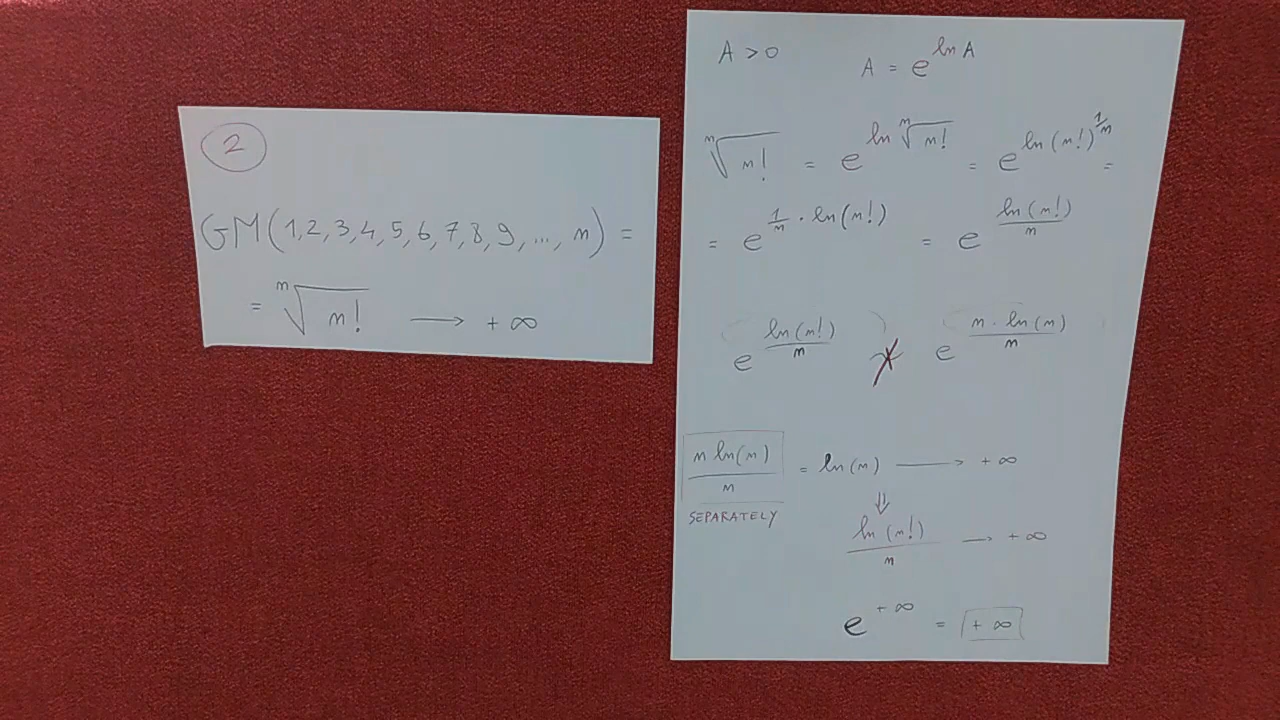 2
GM(1,2,3,4,5,6,7,8,9,..., n) =
= ⁿ√n! ⟶ +∞
A > 0 A = e^{ln A}
ⁿ√n! = e^{ln ⁿ√n!} = e^{ln(n!)^{1/n}} =
= e^{1/n · ln(n!)} = e^{ln(n!)/n}
e^{ln(n!)/n} ≁ e^{n · ln(n)/n}
n ln(n)/n = ln(n) ⟶ +∞
SEPARATELY ⇓
ln(n!)/n → +∞
e^{+∞} = +∞